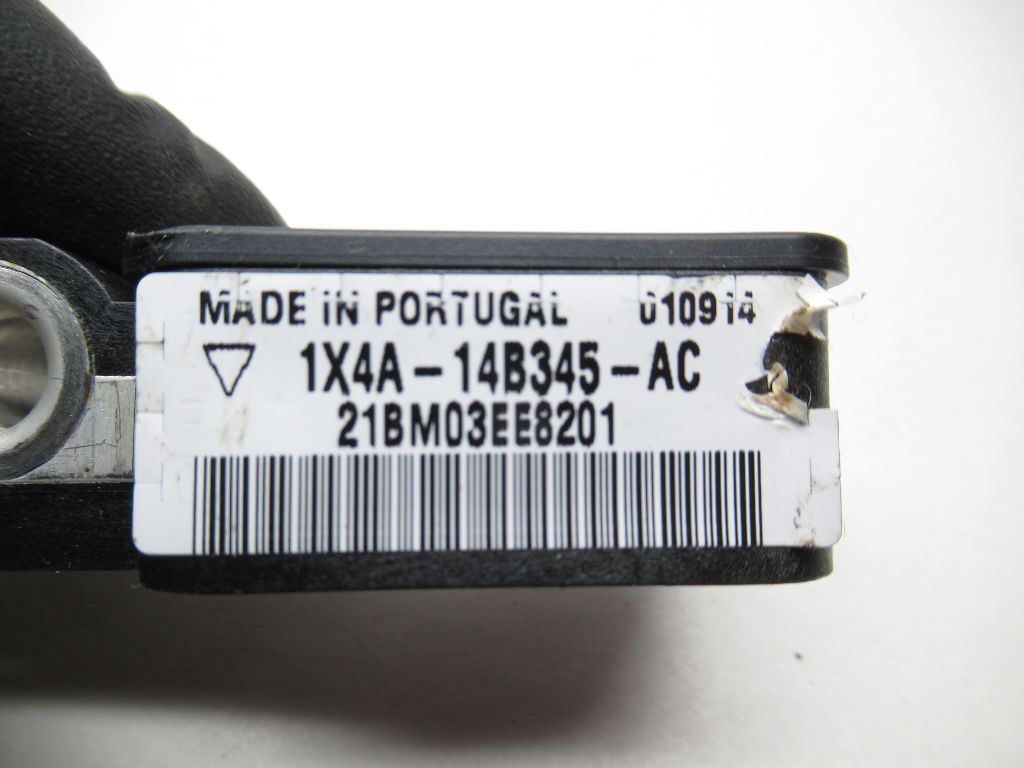 MADE IN PORTUGAL 010914
1X4A-14B345-AC
21BM03EE8201